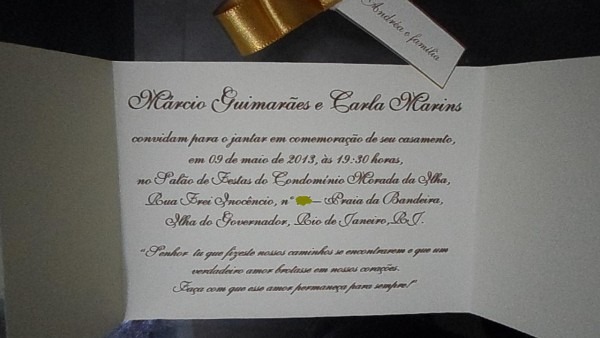 Andréa e família
Márcio Guimarães e Carla Marins
convidam para o jantar em comemoração de seu casamento,
em 09 de maio de 2013, às 19:30 horas,
no Salão de Festas do Condomínio Morada da Ilha,
Rua Frei Inocêncio, nº — Praia da Bandeira,
Ilha do Governador, Rio de Janeiro, RJ.
"Senhor tu que fizeste nossos caminhos se encontrarem e que um
verdadeiro amor brotasse em nossos corações.
Faça com que esse amor permaneça para sempre!"